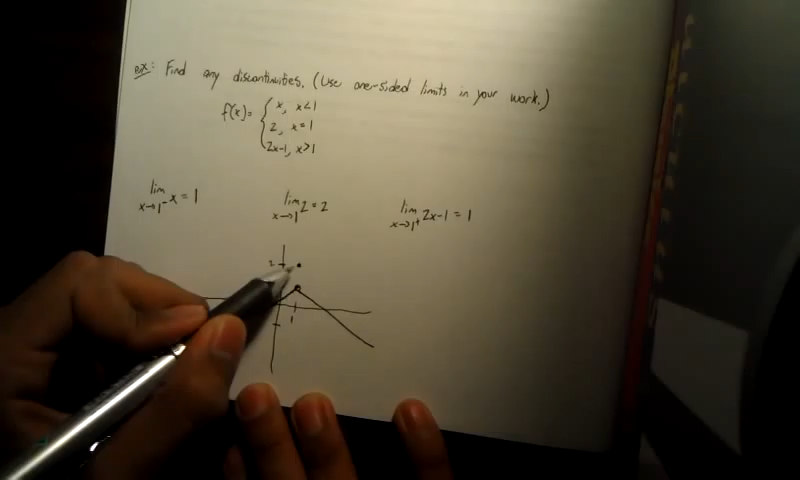 Ex: Find any discontinuities. (Use one-sided limits in your work.)
f(x)= { x, x<1
2, x=1
2x-1, x>1
lim x→1⁻ x = 1
lim x→1 2 = 2
lim x→1⁺ 2x-1 = 1
2
1